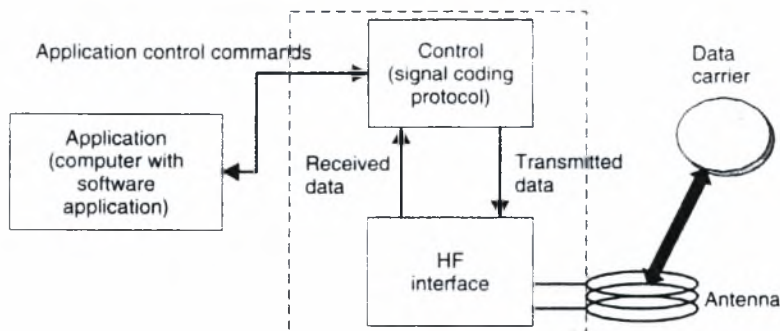 Application control commands
Control
(signal coding
protocol)
Data
carrier
Application
(computer with
software
application)
Received
data
Transmitted
data
HF
interface
Antenna